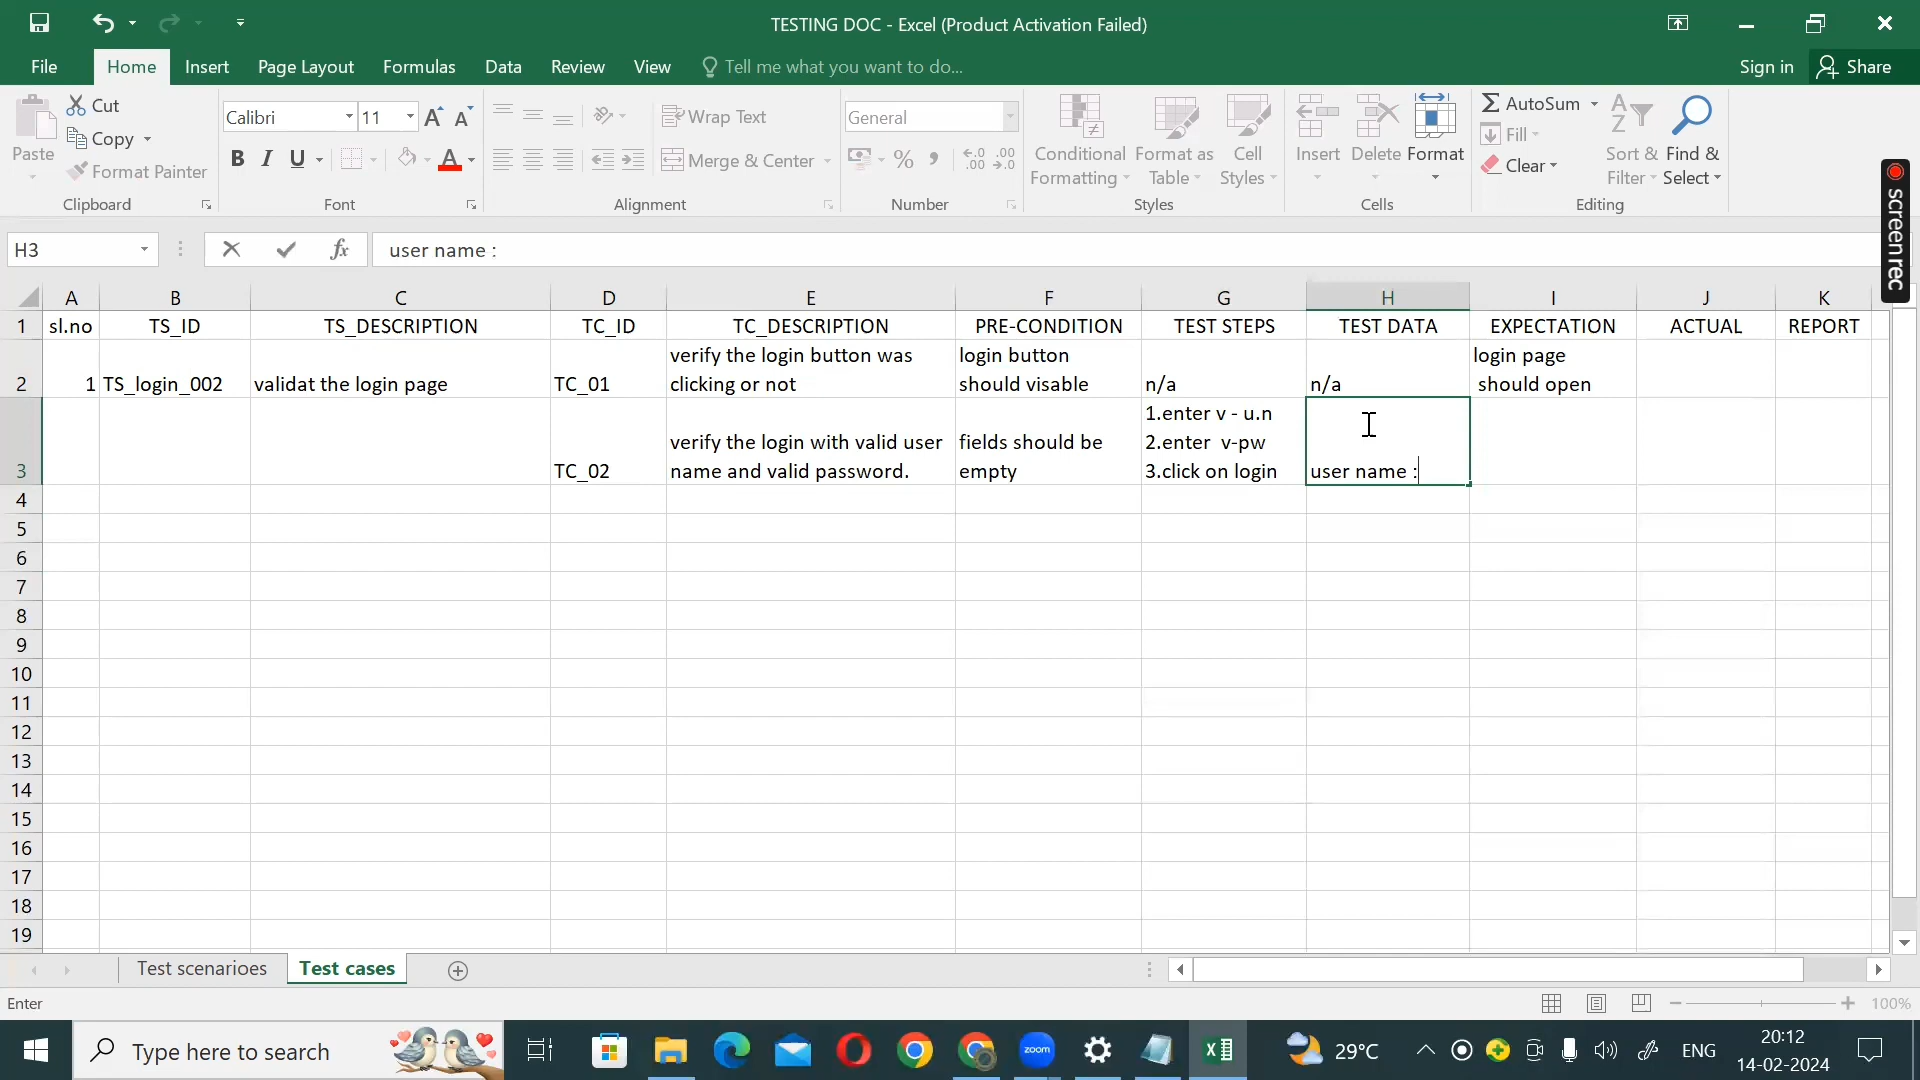 TESTING DOC - Excel (Product Activation Failed)
File Home Insert Page Layout Formulas Data Review View Tell me what you want to do... Sign in Share
Paste
Cut
Copy
Format Painter
Clipboard
Calibri 11
B I U
Font
Wrap Text
Merge & Center
Alignment
General
Number
Conditional Formatting
Format as Table
Cell Styles
Styles
Insert Delete Format
Cells
AutoSum
Fill
Clear
Sort & Filter
Find & Select
Editing
screen rec
H3 fx user name :
A B C D E F G H I J K
1 sl.no TS_ID TS_DESCRIPTION TC_ID TC_DESCRIPTION PRE-CONDITION TEST STEPS TEST DATA EXPECTATION ACTUAL REPORT
verify the login button was login button login page
2 1 TS_login_002 validat the login page TC_01 clicking or not should visable n/a n/a should open
1.enter v - u.n
verify the login with valid user fields should be 2.enter v-pw
3 TC_02 name and valid password. empty 3.click on login user name :
4
5
6
7
8
9
10
11
12
13
14
15
16
17
18
19
Test scenarioes Test cases
Enter 100%
Type here to search zoom 29°C ENG 20:12
14-02-2024